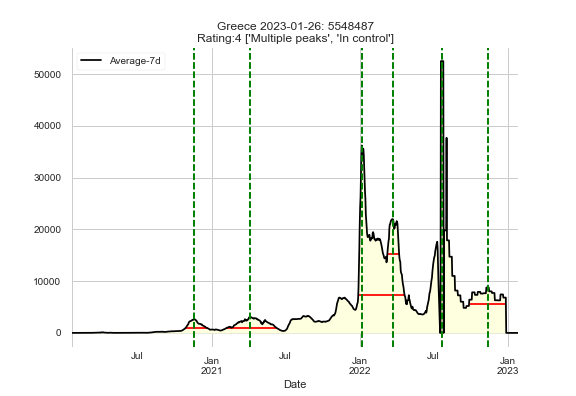 Greece 2023-01-26: 5548487
Rating:4 ['Multiple peaks', 'In control']
Average-7d
50000
40000
30000
20000
10000
0
Jul
Jan
2021
Jul
Jan
2022
Jul
Jan
2023
Date